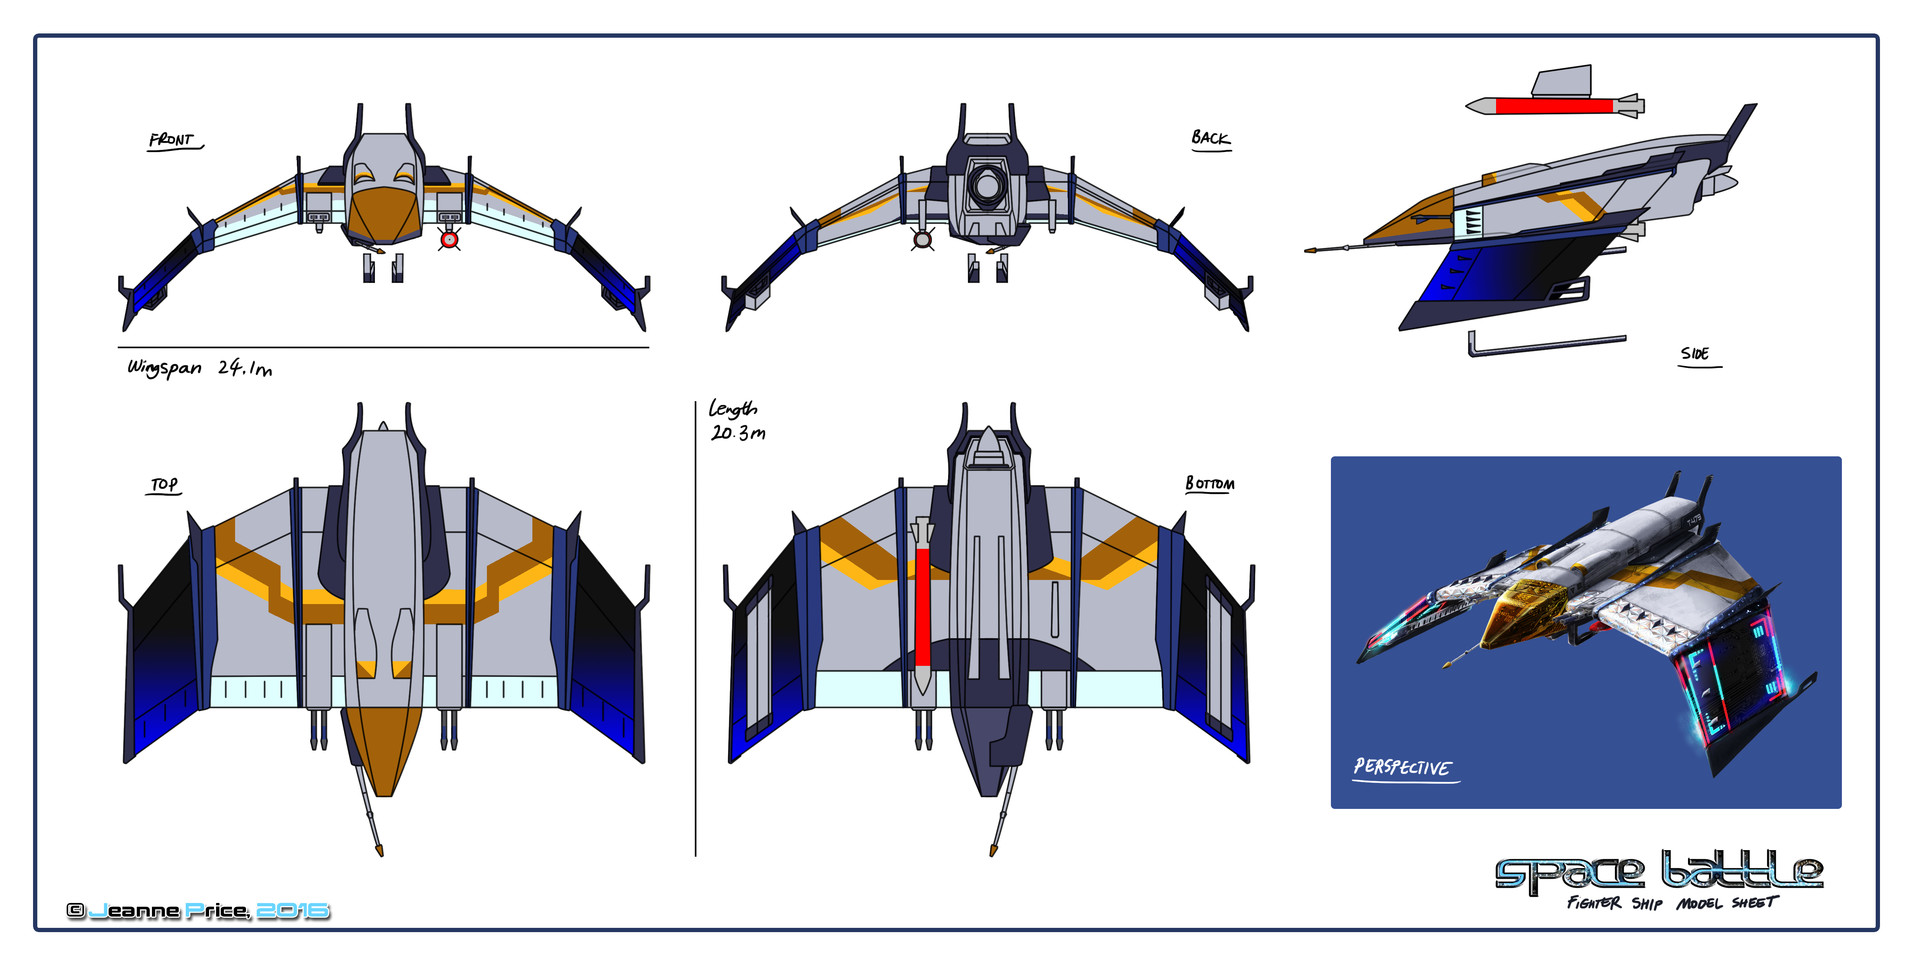 FRONT
BACK
SIDE
Wingspan 24.1m
Length
20.3m
TOP
BOTTOM
T478
PERSPECTIVE
space battle
FIGHTER SHIP MODEL SHEET
© Jeanne Price, 2016